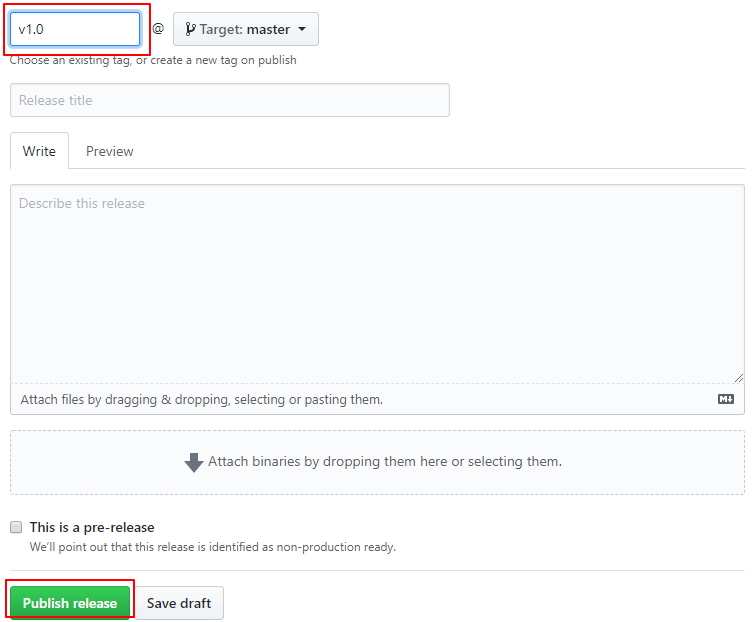 v1.0 @ Target: master
Choose an existing tag, or create a new tag on publish
Release title
Write Preview
Describe this release
Attach files by dragging & dropping, selecting or pasting them.
Attach binaries by dropping them here or selecting them.
This is a pre-release
We'll point out that this release is identified as non-production ready.
Publish release Save draft